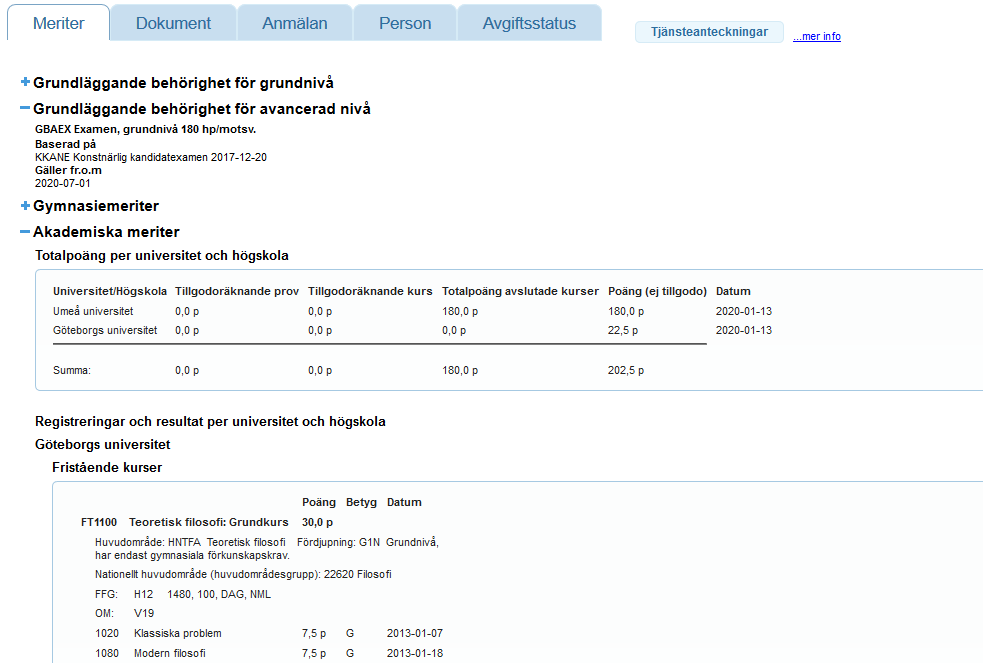 Meriter Dokument Anmälan Person Avgiftsstatus Tjänsteanteckningar ...mer info
Grundläggande behörighet för grundnivå
Grundläggande behörighet för avancerad nivå
GBAEX Examen, grundnivå 180 hp/motsv.
Baserad på
KKANE Konstnärlig kandidatexamen 2017-12-20
Gäller fr.o.m
2020-07-01
Gymnasiemeriter
Akademiska meriter
Totalpoäng per universitet och högskola
Universitet/Högskola Tillgodoräknande prov Tillgodoräknande kurs Totalpoäng avslutade kurser Poäng (ej tillgodo) Datum
Umeå universitet 0,0 p 0,0 p 180,0 p 180,0 p 2020-01-13
Göteborgs universitet 0,0 p 0,0 p 0,0 p 22,5 p 2020-01-13
Summa: 0,0 p 0,0 p 180,0 p 202,5 p
Registreringar och resultat per universitet och högskola
Göteborgs universitet
Fristående kurser
Poäng Betyg Datum
FT1100 Teoretisk filosofi: Grundkurs 30,0 p
Huvudområde: HNTFA Teoretisk filosofi Fördjupning: G1N Grundnivå,
har endast gymnasiala förkunskapskrav.
Nationellt huvudområde (huvudområdesgrupp): 22620 Filosofi
FFG: H12 1480, 100, DAG, NML
OM: V19
1020 Klassiska problem 7,5 p G 2013-01-07
1080 Modern filosofi 7,5 p G 2013-01-18